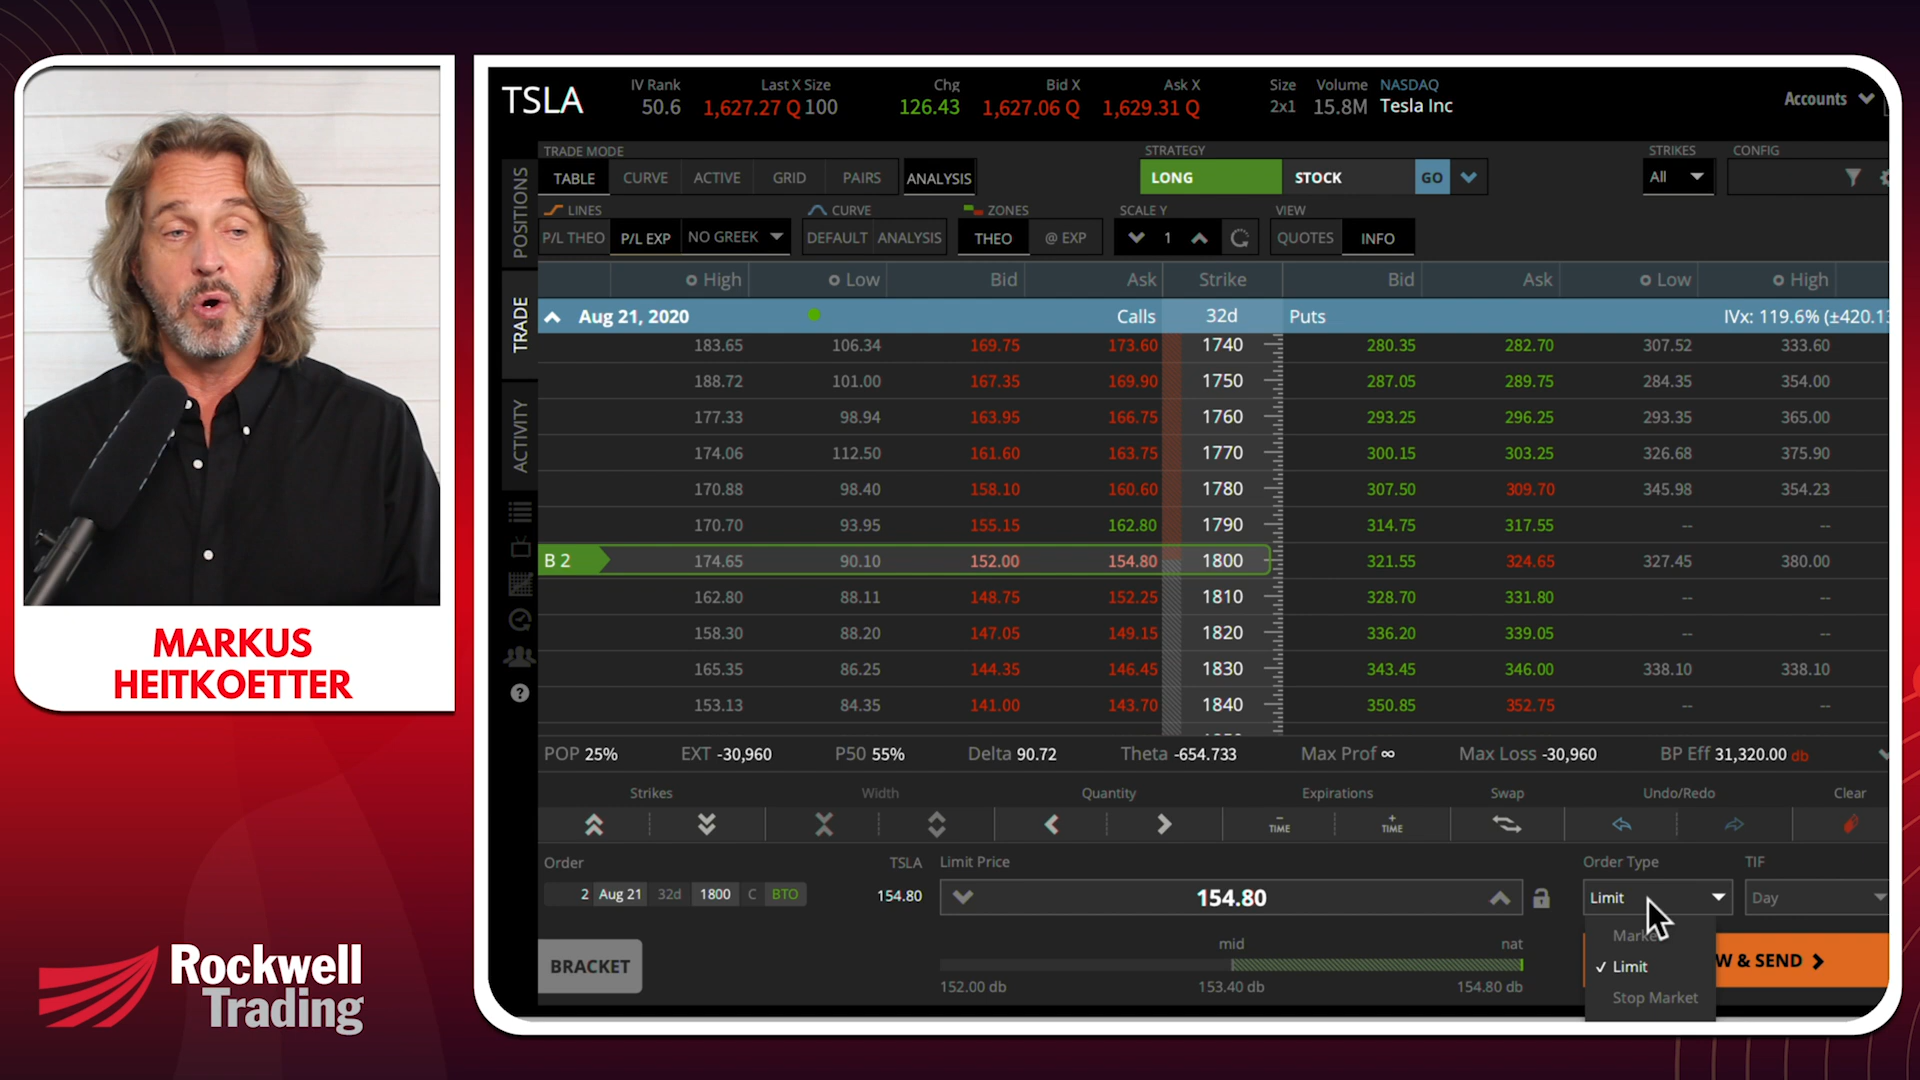 TSLA
IV Rank
50.6
Last X Size
1,627.27 Q 100
Chg
126.43
Bid X
1,627.06 Q
Ask X
1,629.31 Q
Size
2x1
Volume
15.8M
NASDAQ
Tesla Inc
Accounts
POSITIONS
TRADE
ACTIVITY
TRADE MODE
TABLE CURVE ACTIVE GRID PAIRS ANALYSIS
STRATEGY
LONG STOCK GO
STRIKES
All
CONFIG
LINES
P/L THEO P/L EXP NO GREEK
CURVE
DEFAULT ANALYSIS
ZONES
THEO @ EXP
SCALE Y
1
VIEW
QUOTES INFO
High Low Bid Ask Strike Bid Ask Low High
Aug 21, 2020 Calls 32d Puts IVx: 119.6% (±420.13
183.65 106.34 169.75 173.60 1740 280.35 282.70 307.52 333.60
188.72 101.00 167.35 169.90 1750 287.05 289.75 284.35 354.00
177.33 98.94 163.95 166.75 1760 293.25 296.25 293.35 365.00
174.06 112.50 161.60 163.75 1770 300.15 303.25 326.68 375.90
170.88 98.40 158.10 160.60 1780 307.50 309.70 345.98 354.23
170.70 93.95 155.15 162.80 1790 314.75 317.55 -- --
B 2 174.65 90.10 152.00 154.80 1800 321.55 324.65 327.45 380.00
162.80 88.11 148.75 152.25 1810 328.70 331.80 -- --
158.30 88.20 147.05 149.15 1820 336.20 339.05 -- --
165.35 86.25 144.35 146.45 1830 343.45 346.00 338.10 338.10
153.13 84.35 141.00 143.70 1840 350.85 352.75 -- --
POP 25% EXT -30,960 P50 55% Delta 90.72 Theta -654.733 Max Prof ∞ Max Loss -30,960 BP Eff 31,320.00 db
Strikes Width Quantity Expirations Swap Undo/Redo Clear
− TIME + TIME
Order TSLA Limit Price Order Type TIF
2 Aug 21 32d 1800 C BTO 154.80 154.80 Limit Day
Marke
✓ Limit
Stop Market
BRACKET
mid nat
152.00 db 153.40 db 154.80 db
W & SEND
MARKUS
HEITKOETTER
Rockwell
Trading